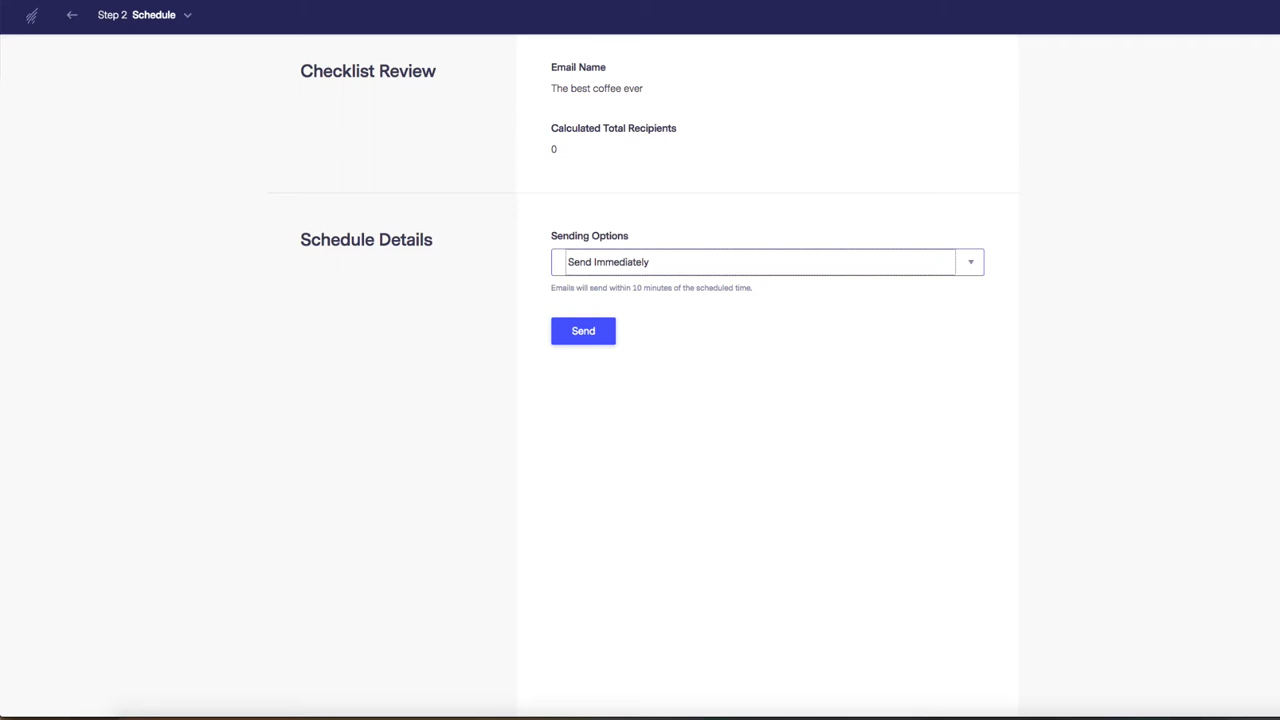 Step 2 Schedule
Checklist Review
Email Name
The best coffee ever
Calculated Total Recipients
0
Schedule Details
Sending Options
Send Immediately
Emails will send within 10 minutes of the scheduled time.
Send